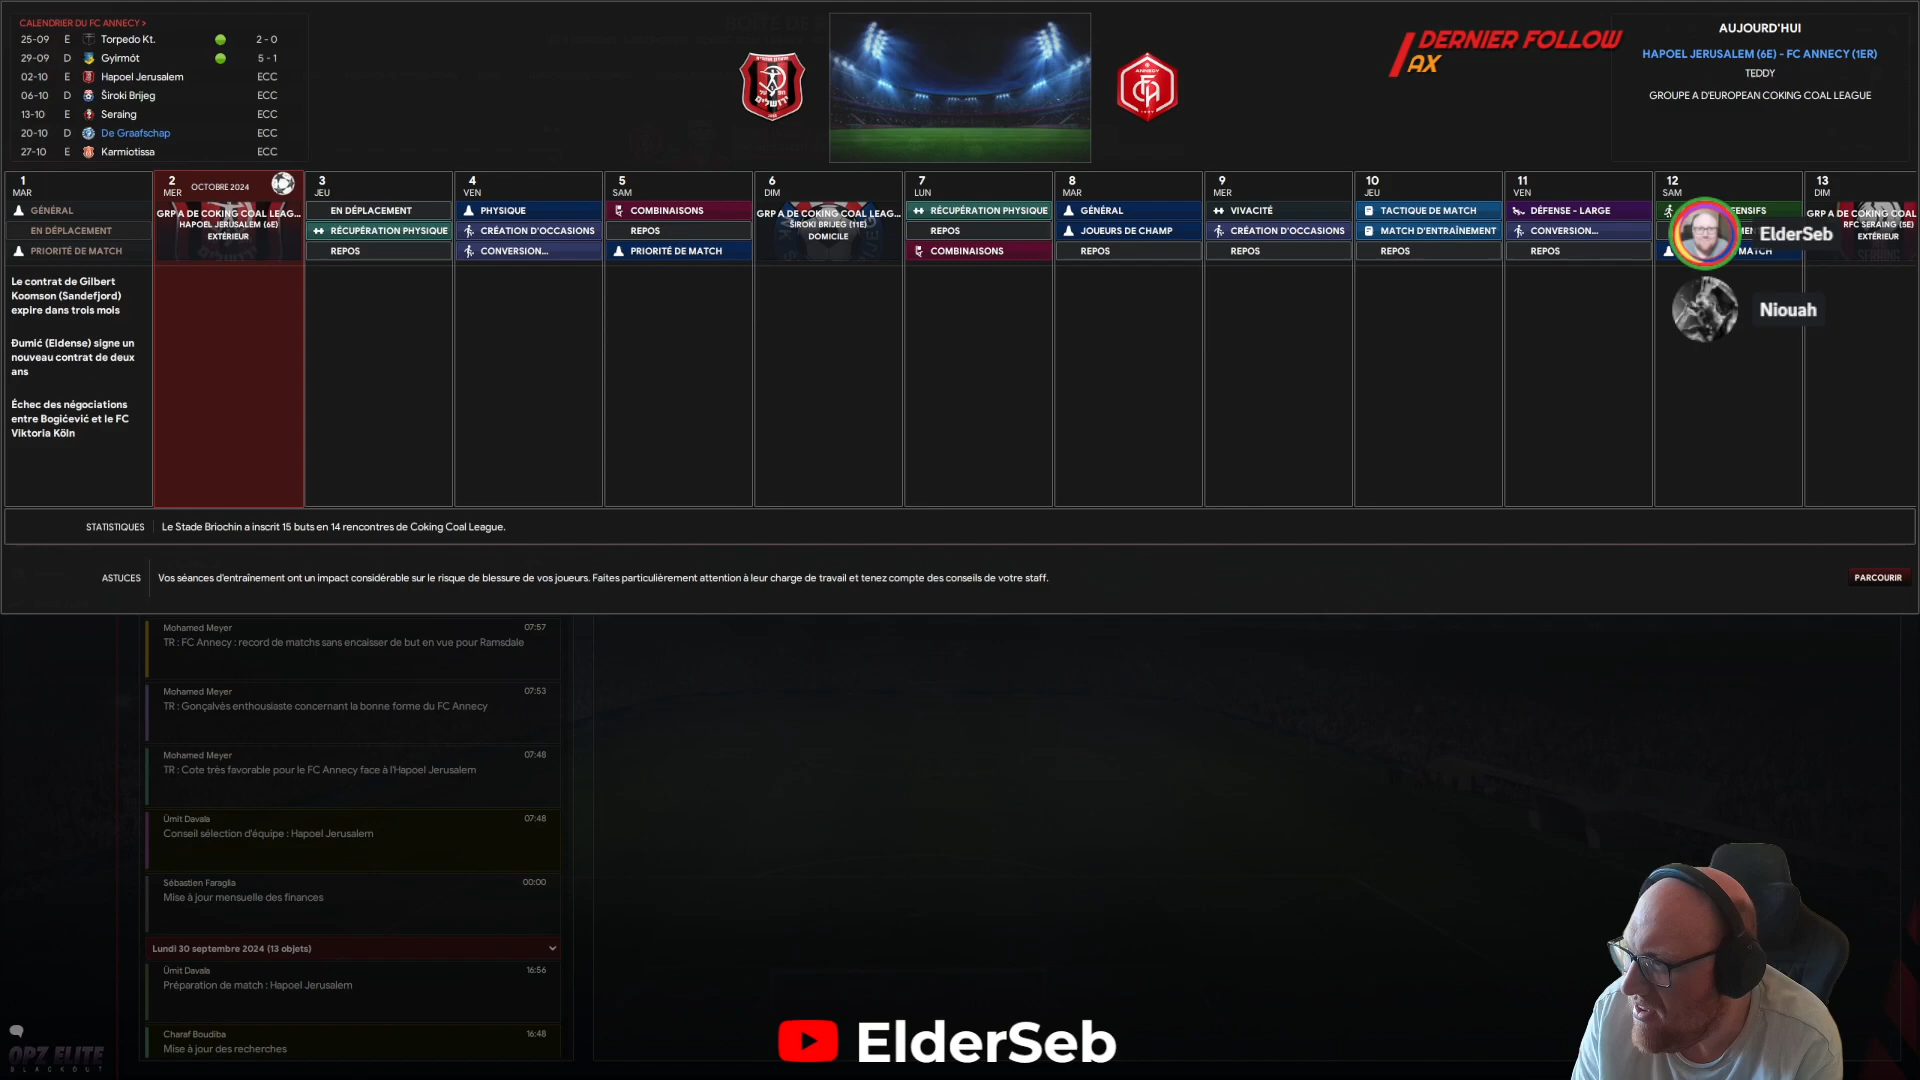 CALENDRIER DU FC ANNECY >
25-09 E Torpedo Kt. 2 - 0
29-09 D Gyirmót 5 - 1
02-10 E Hapoel Jerusalem ECC
06-10 D Široki Brijeg ECC
13-10 E Seraing ECC
20-10 D De Graafschap ECC
27-10 E Karmiotissa ECC
DERNIER FOLLOW
AX
AUJOURD'HUI
HAPOEL JERUSALEM (6E) - FC ANNECY (1ER)
TEDDY
GROUPE A D'EUROPEAN COKING COAL LEAGUE
1
MAR
GÉNÉRAL
EN DÉPLACEMENT
PRIORITÉ DE MATCH
Le contrat de Gilbert
Koomson (Sandefjord)
expire dans trois mois
Đumić (Eldense) signe un
nouveau contrat de deux
ans
Échec des négociations
entre Bogićević et le FC
Viktoria Köln
2
MER OCTOBRE 2024
GRP A DE COKING COAL LEAG...
HAPOEL JERUSALEM (6E)
EXTÉRIEUR
3
JEU
EN DÉPLACEMENT
RÉCUPÉRATION PHYSIQUE
REPOS
4
VEN
PHYSIQUE
CRÉATION D'OCCASIONS
CONVERSION...
5
SAM
COMBINAISONS
REPOS
PRIORITÉ DE MATCH
6
DIM
GRP A DE COKING COAL LEAG...
ŠIROKI BRIJEG (11E)
DOMICILE
7
LUN
RÉCUPÉRATION PHYSIQUE
REPOS
COMBINAISONS
8
MAR
GÉNÉRAL
JOUEURS DE CHAMP
REPOS
9
MER
VIVACITÉ
CRÉATION D'OCCASIONS
REPOS
10
JEU
TACTIQUE DE MATCH
MATCH D'ENTRAÎNEMENT
REPOS
11
VEN
DÉFENSE - LARGE
CONVERSION...
REPOS
12
SAM
ENSIFS
MATCH
ElderSeb
Niouah
13
DIM
GRP A DE COKING COAL
RFC SERAING (5E)
EXTÉRIEUR
STATISTIQUES Le Stade Briochin a inscrit 15 buts en 14 rencontres de Coking Coal League.
ASTUCES Vos séances d'entraînement ont un impact considérable sur le risque de blessure de vos joueurs. Faites particulièrement attention à leur charge de travail et tenez compte des conseils de votre staff.
PARCOURIR
Mohamed Meyer 07:57
TR : FC Annecy : record de matchs sans encaisser de but en vue pour Ramsdale
Mohamed Meyer 07:53
TR : Gonçalvès enthousiaste concernant la bonne forme du FC Annecy
Mohamed Meyer 07:48
TR : Cote très favorable pour le FC Annecy face à l'Hapoel Jerusalem
Ümit Davala 07:48
Conseil sélection d'équipe : Hapoel Jerusalem
Sébastien Faraglia 00:00
Mise à jour mensuelle des finances
Lundi 30 septembre 2024 (13 objets)
Ümit Davala 16:56
Préparation de match : Hapoel Jerusalem
Charaf Boudiba 16:48
Mise à jour des recherches
OPZ ELITE
BLACKOUT
ElderSeb